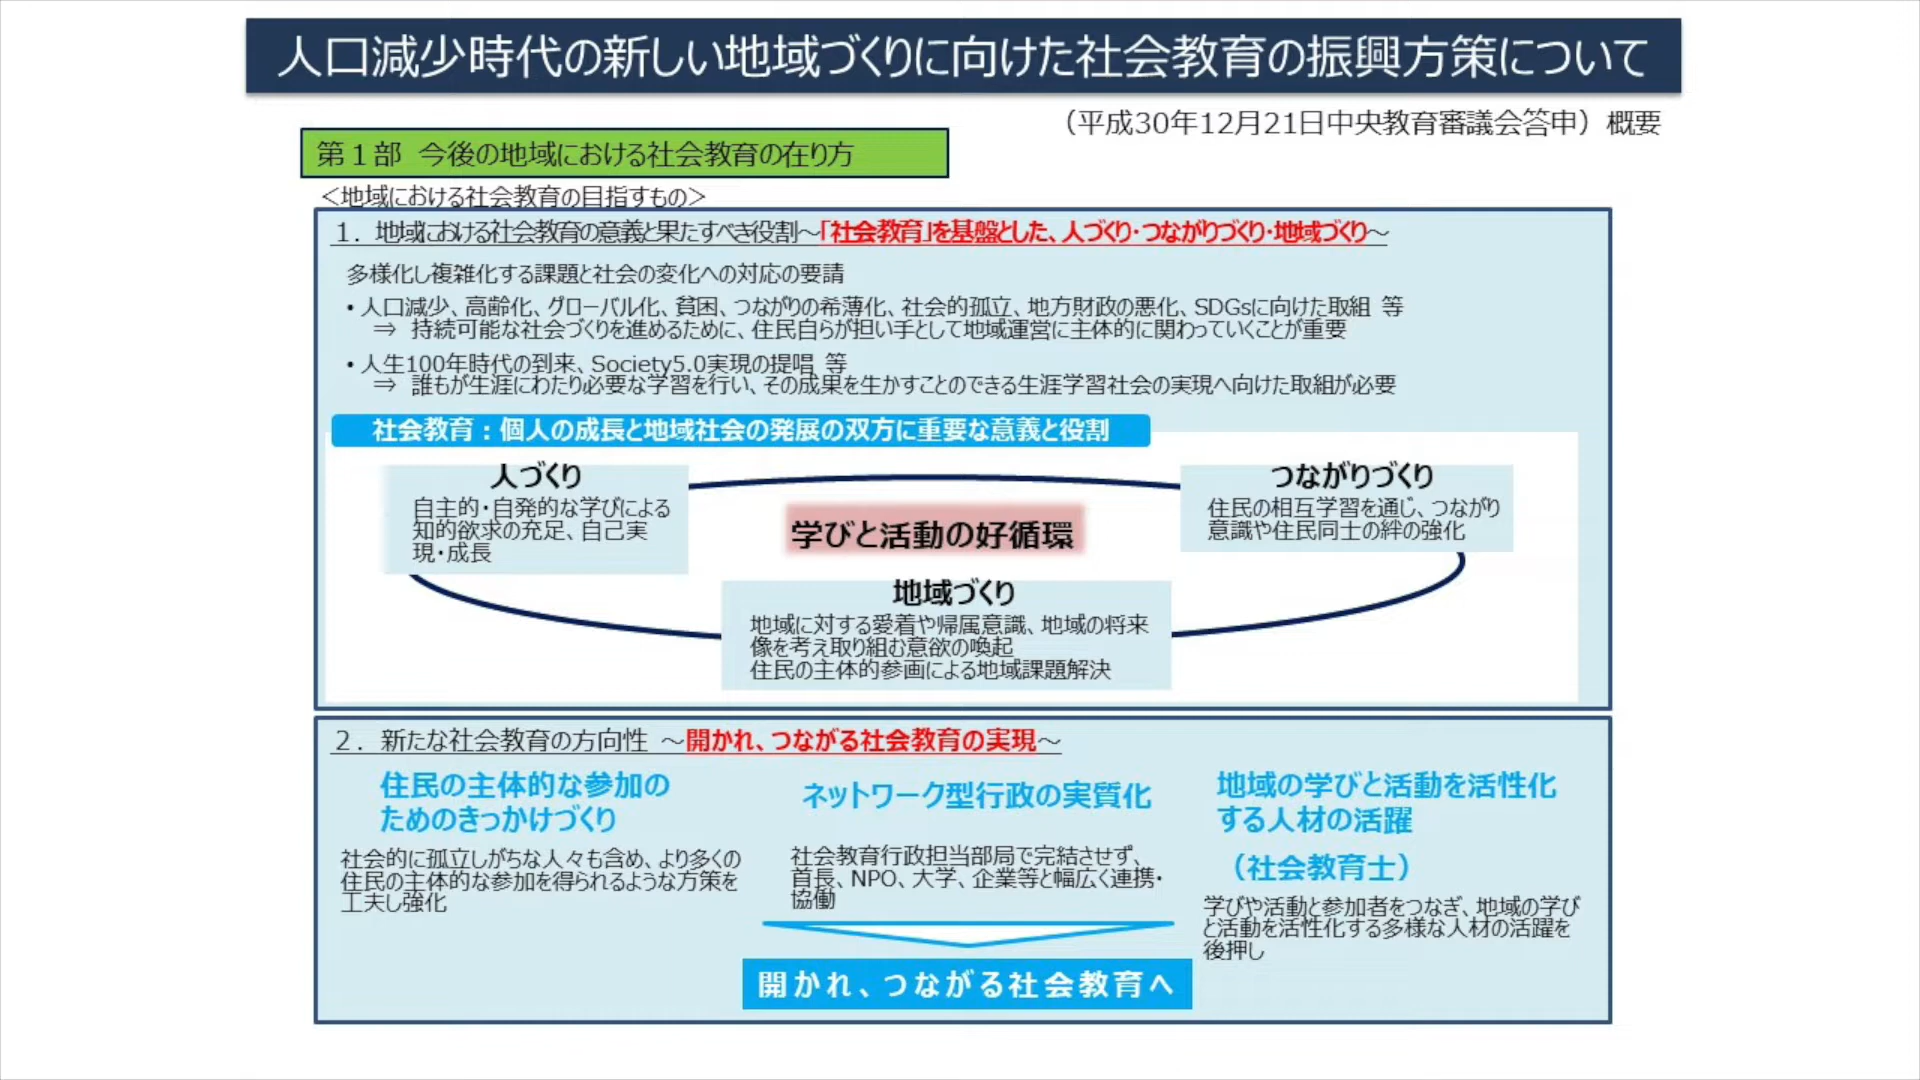 人口減少時代の新しい地域づくりに向けた社会教育の振興方策について
（平成30年12月21日中央教育審議会答申）概要
第１部 今後の地域における社会教育の在り方
＜地域における社会教育の目指すもの＞
１．地域における社会教育の意義と果たすべき役割～「社会教育」を基盤とした、人づくり・つながりづくり・地域づくり～
多様化し複雑化する課題と社会の変化への対応の要請
・人口減少、高齢化、グローバル化、貧困、つながりの希薄化、社会的孤立、地方財政の悪化、SDGsに向けた取組 等
⇒ 持続可能な社会づくりを進めるために、住民自らが担い手として地域運営に主体的に関わっていくことが重要
・人生100年時代の到来、Society5.0実現の提唱 等
⇒ 誰もが生涯にわたり必要な学習を行い、その成果を生かすことのできる生涯学習社会の実現へ向けた取組が必要
社会教育：個人の成長と地域社会の発展の双方に重要な意義と役割
人づくり
自主的・自発的な学びによる
知的欲求の充足、自己実
現・成長
学びと活動の好循環
つながりづくり
住民の相互学習を通じ、つながり
意識や住民同士の絆の強化
地域づくり
地域に対する愛着や帰属意識、地域の将来
像を考え取り組む意欲の喚起
住民の主体的参画による地域課題解決
２．新たな社会教育の方向性 ～開かれ、つながる社会教育の実現～
住民の主体的な参加の
ためのきっかけづくり
社会的に孤立しがちな人々も含め、より多くの
住民の主体的な参加を得られるような方策を
工夫し強化
ネットワーク型行政の実質化
社会教育行政担当部局で完結させず、
首長、NPO、大学、企業等と幅広く連携・
協働
地域の学びと活動を活性化
する人材の活躍
（社会教育士）
学びや活動と参加者をつなぎ、地域の学び
と活動を活性化する多様な人材の活躍を
後押し
開かれ、つながる社会教育へ